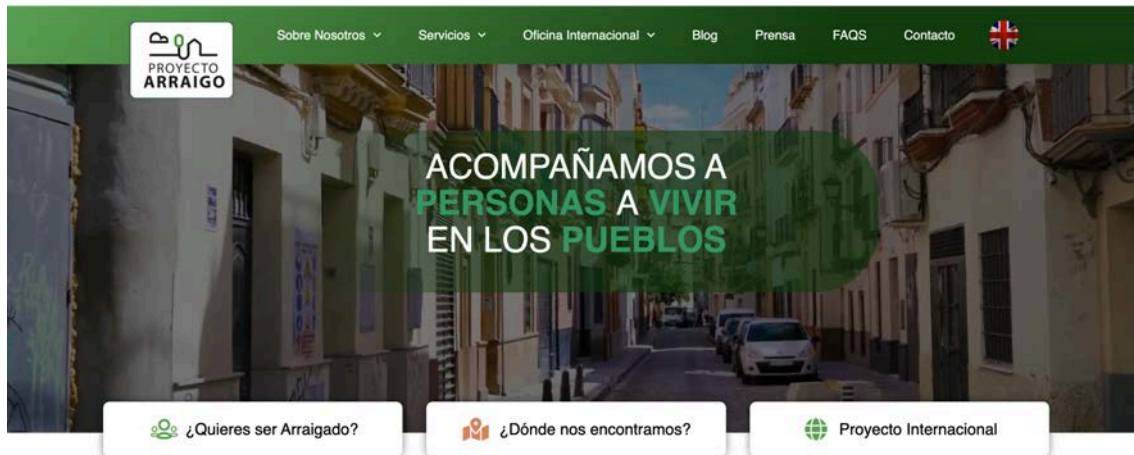 PROYECTO
ARRAIGO
Sobre Nosotros
Servicios
Oficina Internacional
Blog
Prensa
FAQS
Contacto
ACOMPAÑAMOS A
PERSONAS A VIVIR
EN LOS PUEBLOS
¿Quieres ser Arraigado?
¿Dónde nos encontramos?
Proyecto Internacional